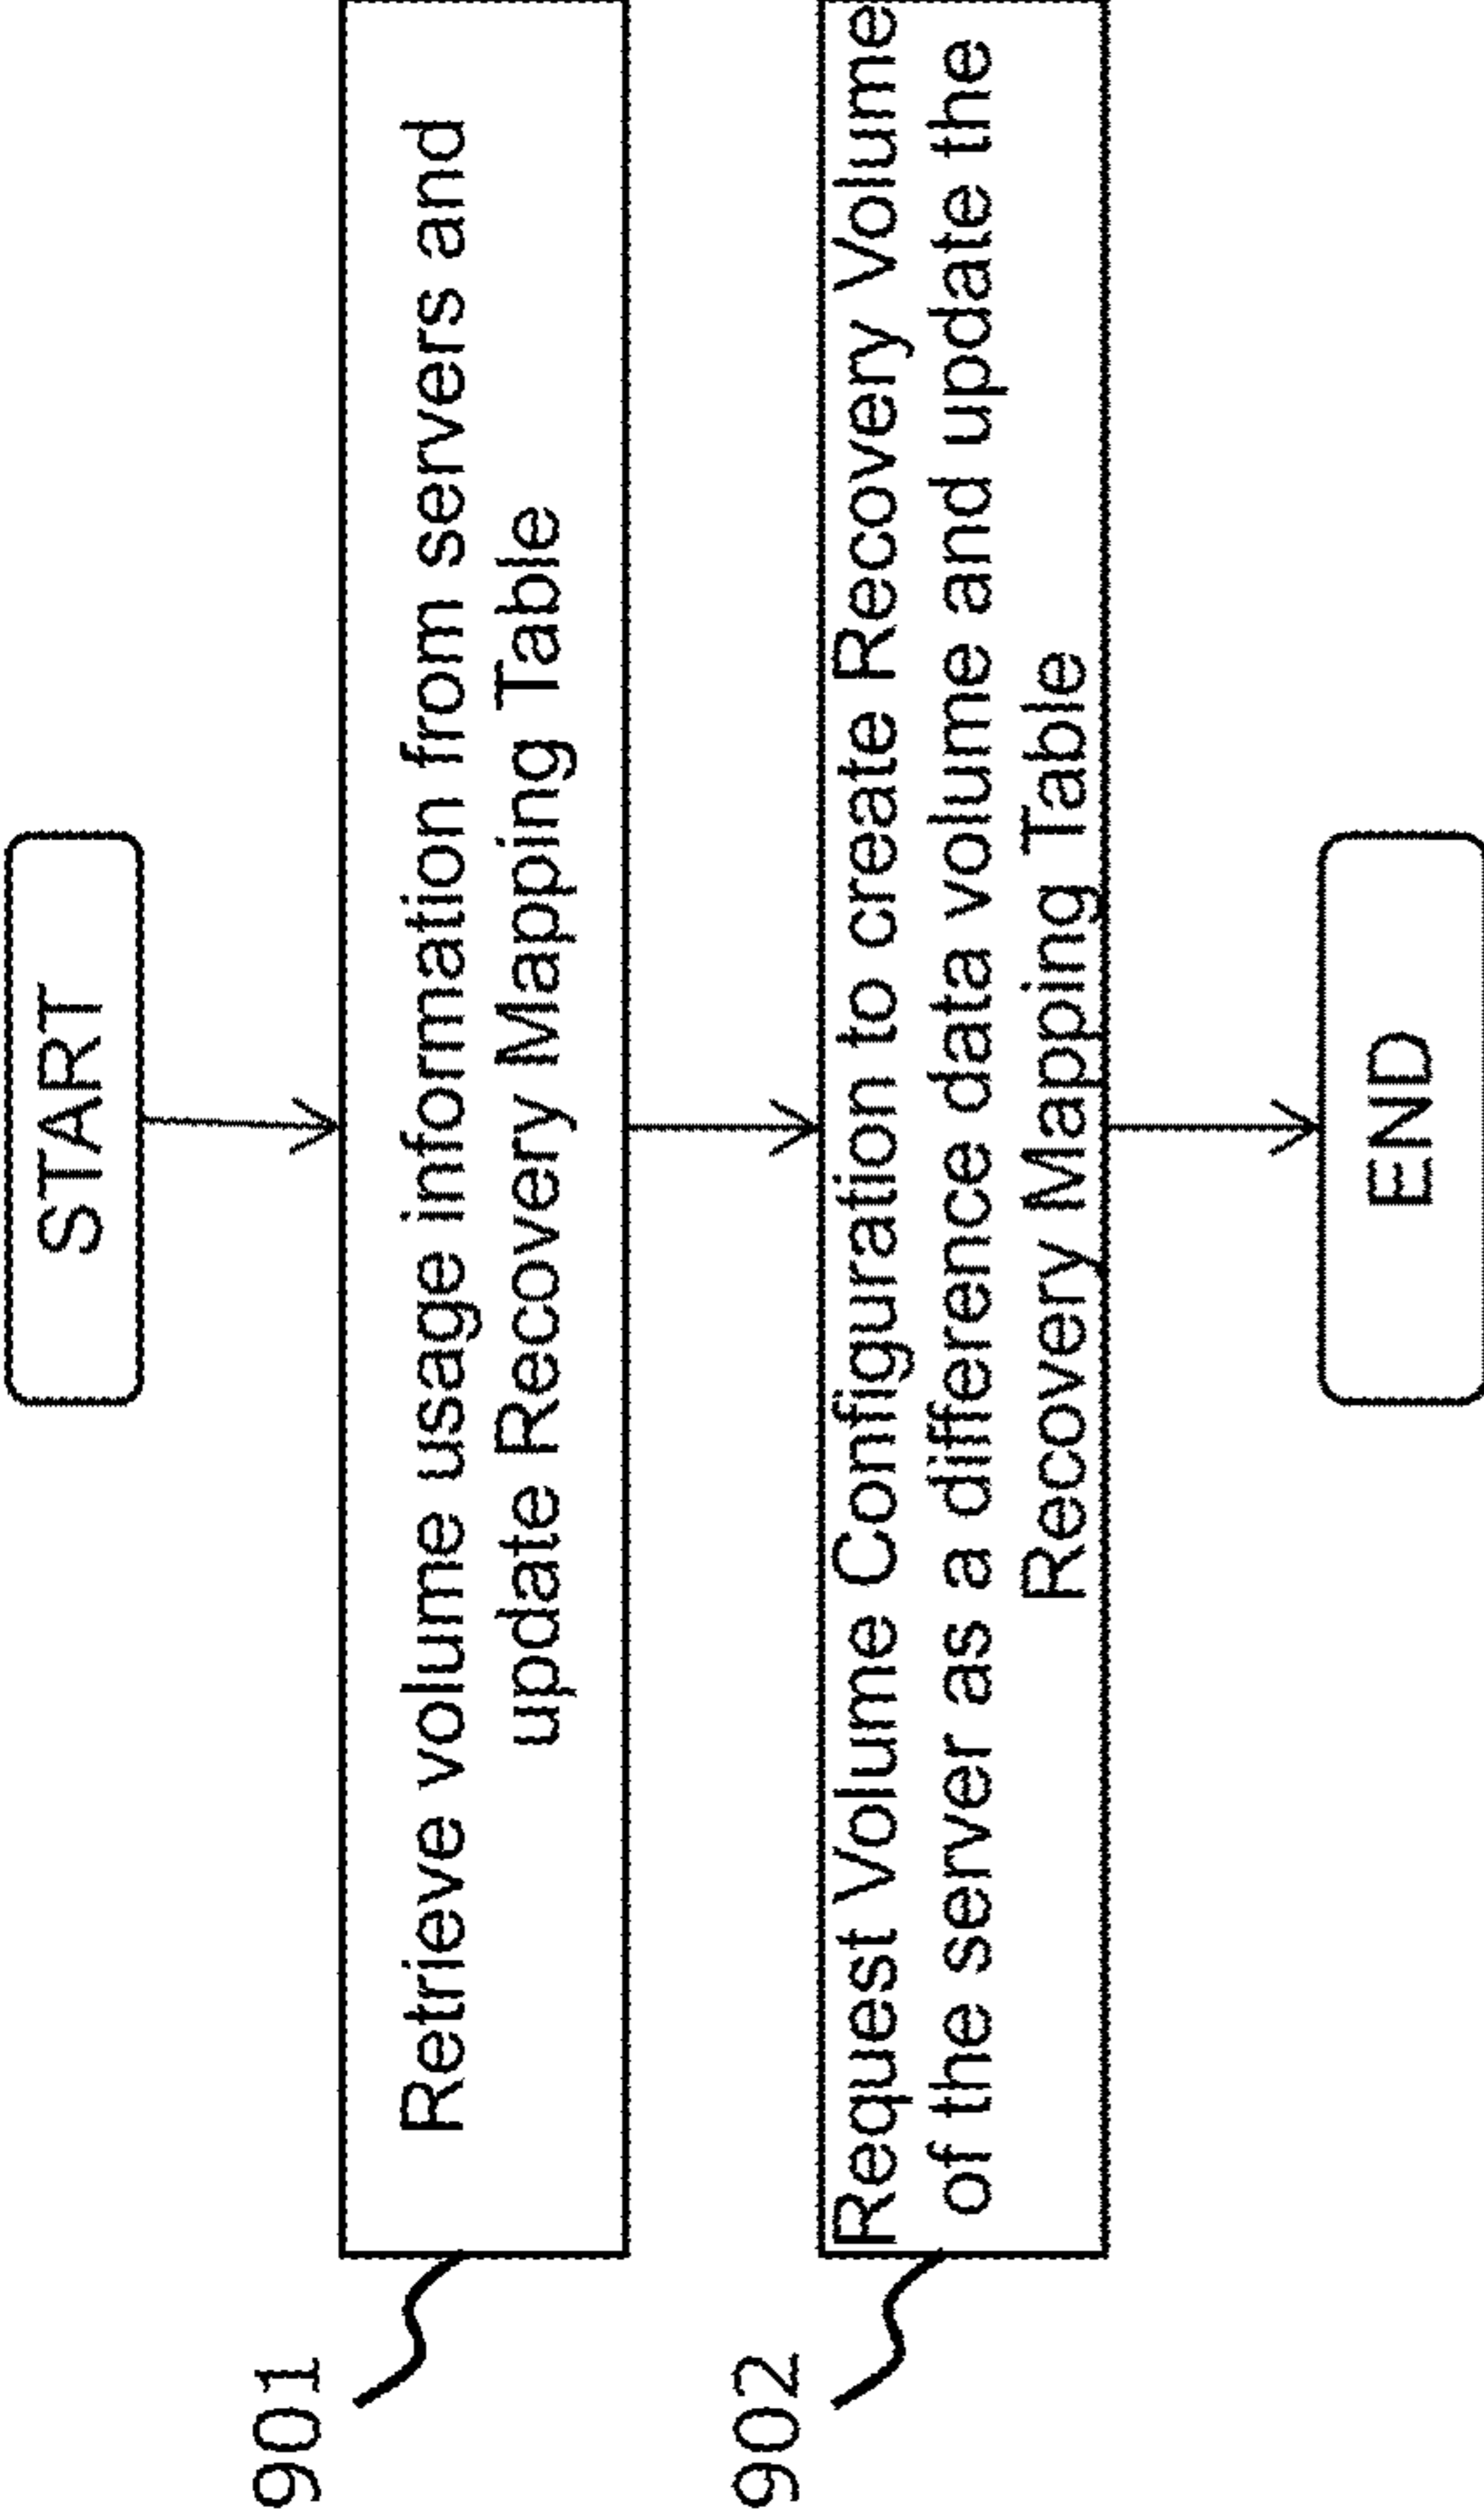 START
901
Retrieve volume usage information from servers and
update Recovery Mapping Table
902
Request Volume Configuration to create Recovery Volume
of the server as a difference data volume and update the
Recovery Mapping Table
END